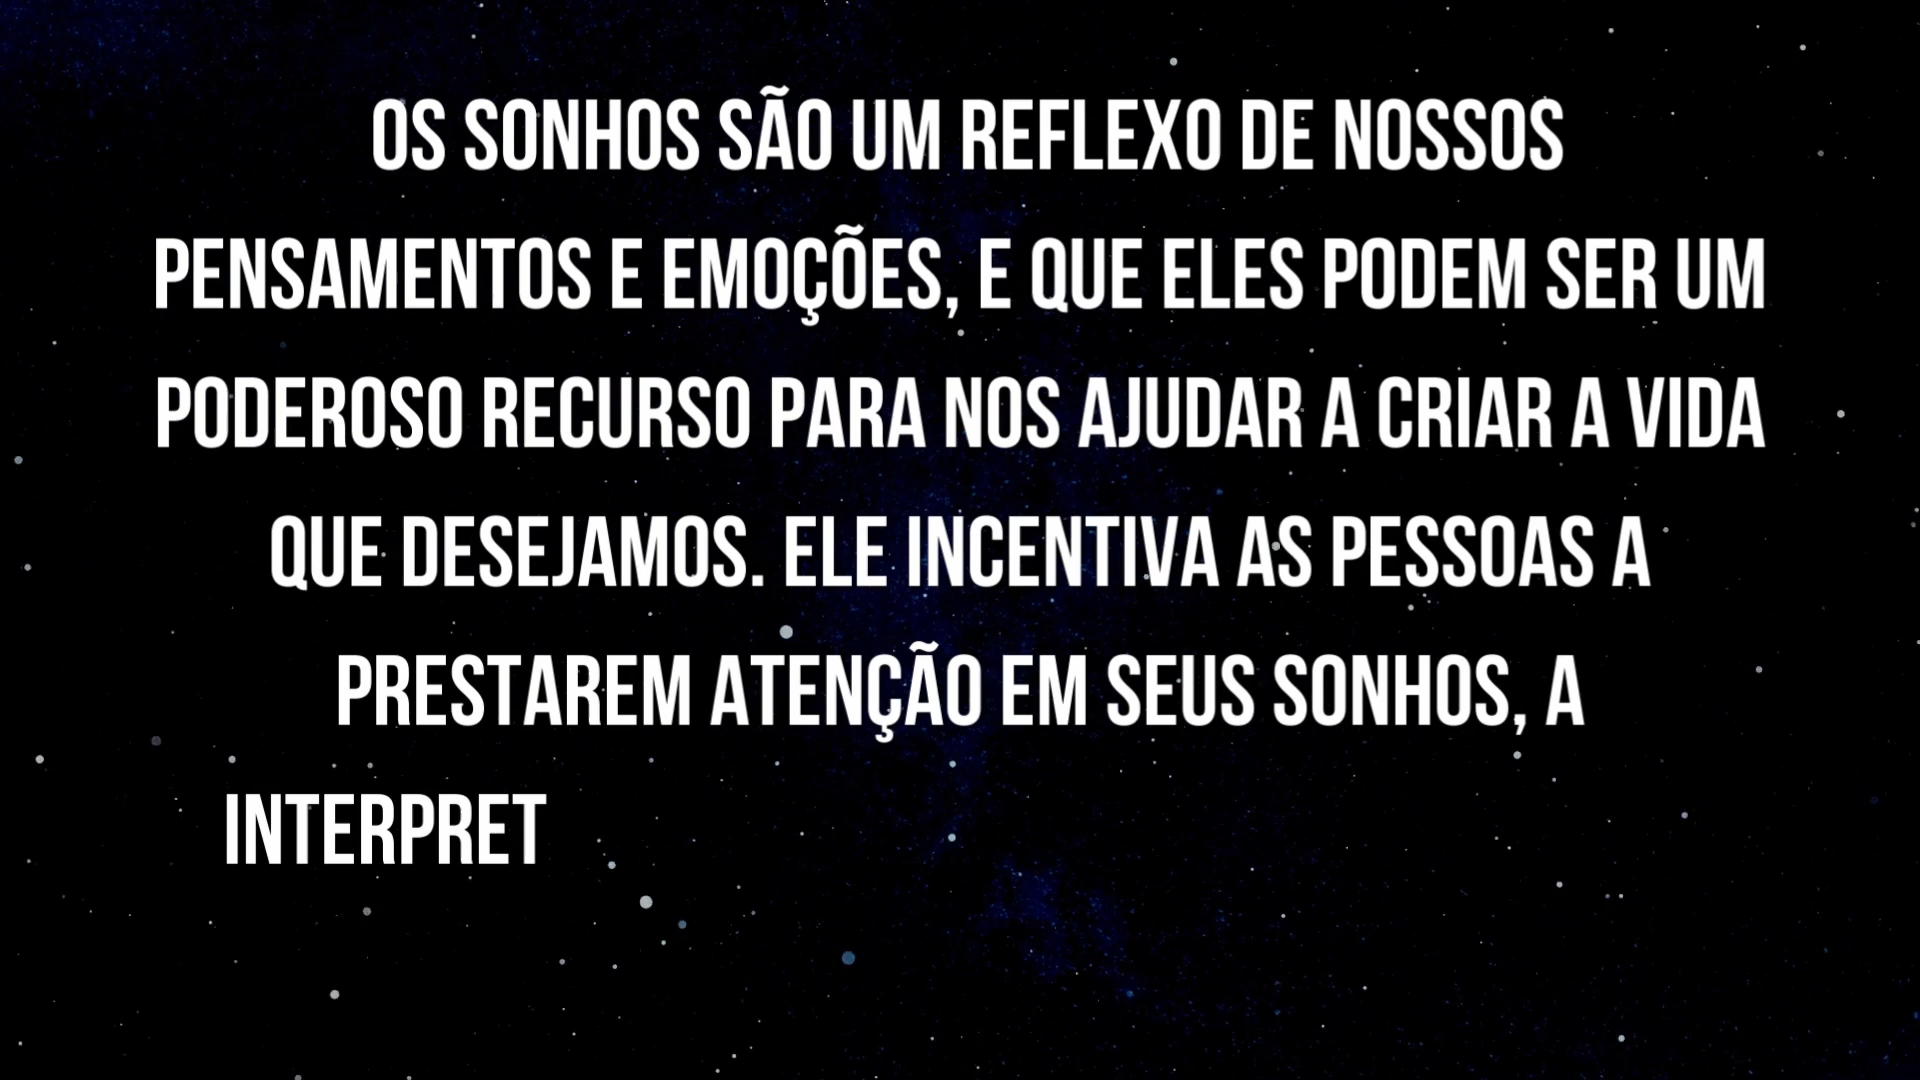 OS SONHOS SÃO UM REFLEXO DE NOSSOS
PENSAMENTOS E EMOÇÕES, E QUE ELES PODEM SER UM
PODEROSO RECURSO PARA NOS AJUDAR A CRIAR A VIDA
QUE DESEJAMOS. ELE INCENTIVA AS PESSOAS A
PRESTAREM ATENÇÃO EM SEUS SONHOS, A
INTERPRET